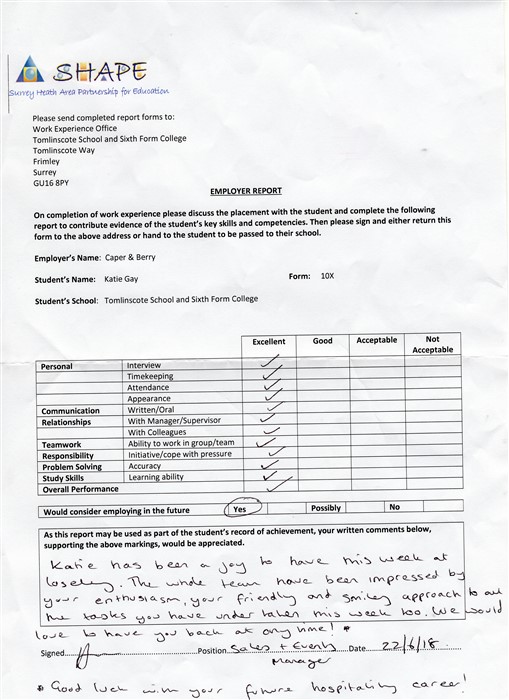 SHAPE
Surrey Heath Area Partnership for Education
Please send completed report forms to:
Work Experience Office
Tomlinscote School and Sixth Form College
Tomlinscote Way
Frimley
Surrey
GU16 8PY
EMPLOYER REPORT
On completion of work experience please discuss the placement with the student and complete the following
report to contribute evidence of the student's key skills and competencies. Then please sign and either return this
form to the above address or hand to the student to be passed to their school.
Employer's Name: Caper & Berry
Student's Name: Katie Gay Form: 10X
Student's School: Tomlinscote School and Sixth Form College
Excellent Good Acceptable Not Acceptable
Personal Interview ✓
Timekeeping ✓
Attendance ✓
Appearance ✓
Communication Written/Oral ✓
Relationships With Manager/Supervisor ✓
With Colleagues ✓
Teamwork Ability to work in group/team ✓
Responsibility Initiative/cope with pressure ✓
Problem Solving Accuracy ✓
Study Skills Learning ability ✓
Overall Performance ✓
Would consider employing in the future Yes Possibly No
As this report may be used as part of the student's record of achievement, your written comments below,
supporting the above markings, would be appreciated.
Katie has been a joy to have this week at
Loseley. The whole team have been impressed by
your enthusiasm, your friendly and smiley approach to all
the tasks you have undertaken this week too. We would
love to have you back at any time! *
Signed Position Sales + Events Manager Date 22/6/18
* Good luck with your future hospitality career!